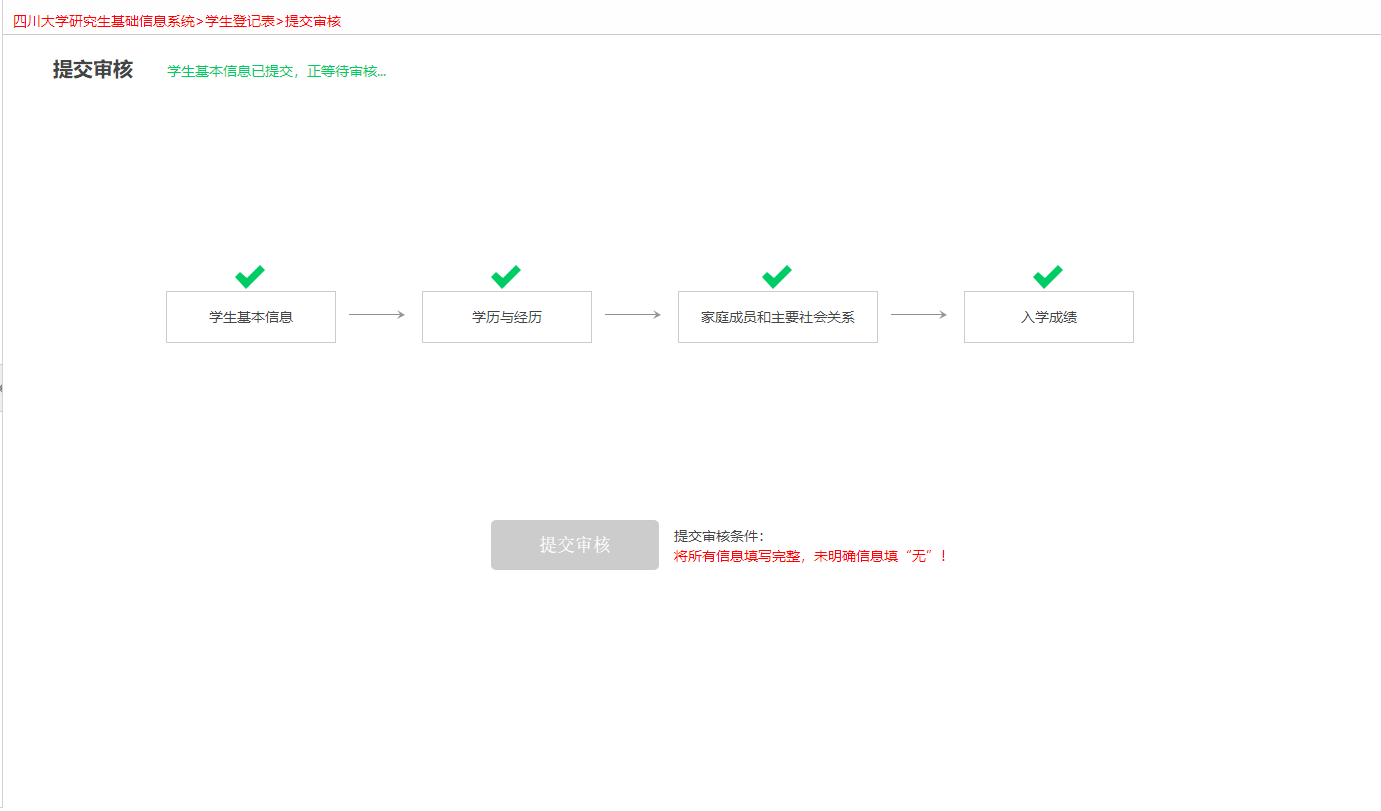 四川大学研究生基础信息系统>学生登记表>提交审核
提交审核
学生基本信息已提交，正等待审核...
学生基本信息
学历与经历
家庭成员和主要社会关系
入学成绩
提交审核
提交审核条件：
将所有信息填写完整，未明确信息填“无”！